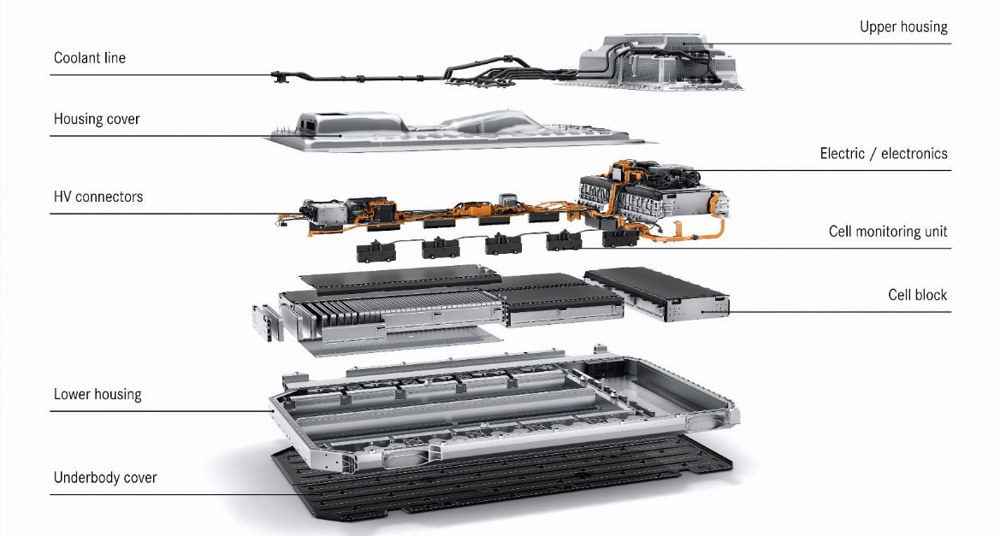 Upper housing
Coolant line
Housing cover
Electric / electronics
HV connectors
Cell monitoring unit
Cell block
Lower housing
Underbody cover